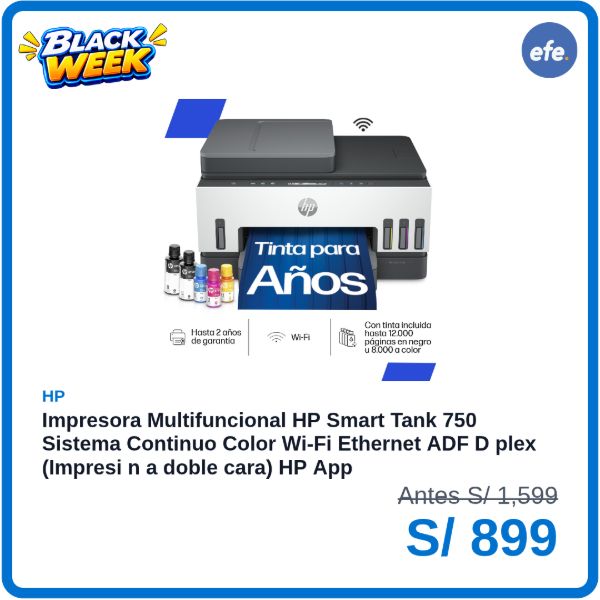 BLACK
WEEK
efe.
hp
Tinta para
Años
Hasta 2 años
de garantía
Wi-Fi
Con tinta incluida
hasta 12.000
páginas en negro
u 8.000 a color
HP
Impresora Multifuncional HP Smart Tank 750
Sistema Continuo Color Wi-Fi Ethernet ADF D plex
(Impresi n a doble cara) HP App
Antes S/ 1,599
S/ 899